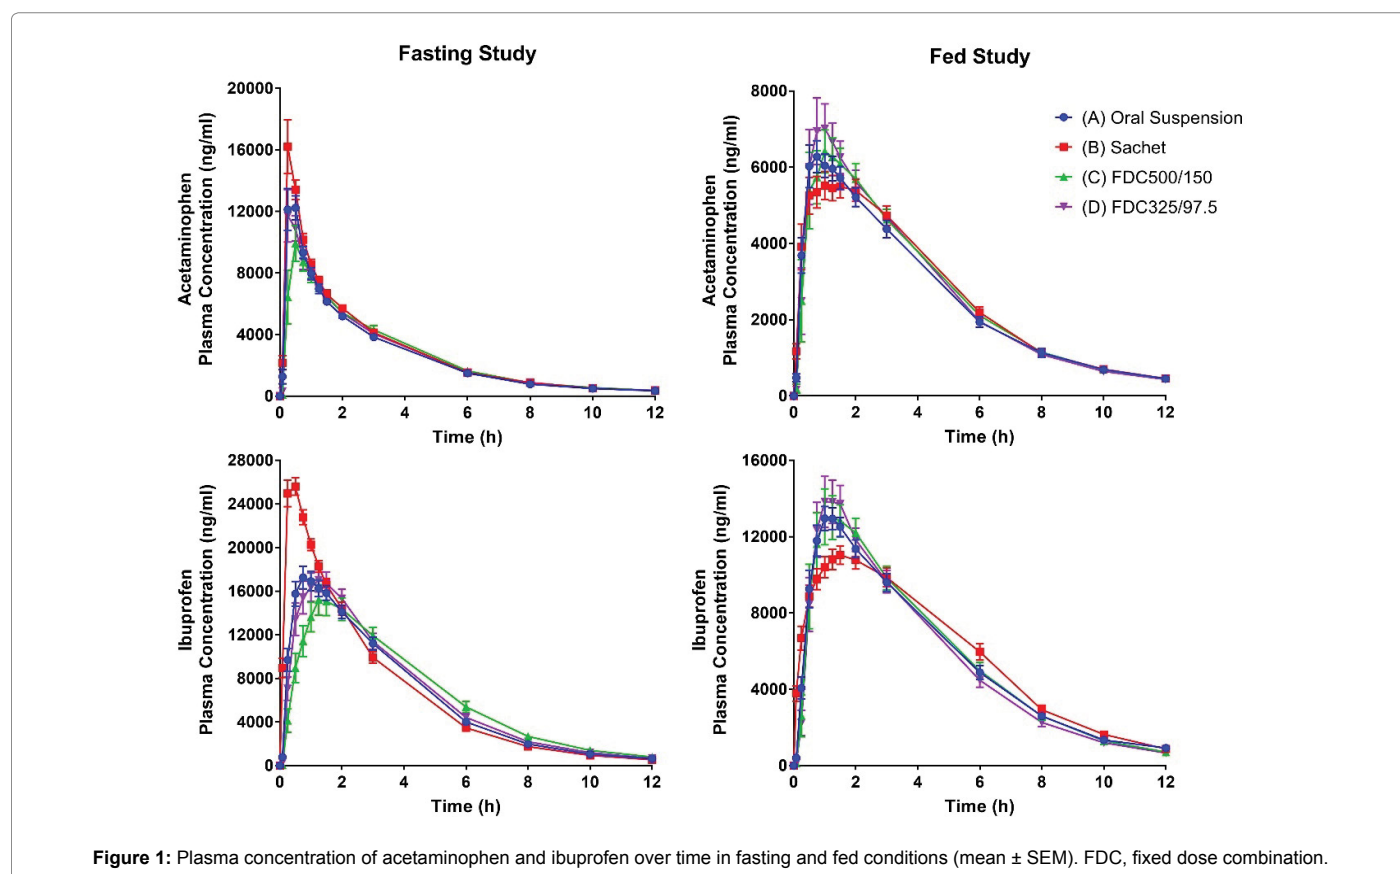 Fasting Study
Fed Study
Acetaminophen
Plasma Concentration (ng/ml)
20000
16000
12000
8000
4000
0
0 2 4 6 8 10 12
Time (h)
Acetaminophen
Plasma Concentration (ng/ml)
8000
6000
4000
2000
0
0 2 4 6 8 10 12
Time (h)
(A) Oral Suspension
(B) Sachet
(C) FDC500/150
(D) FDC325/97.5
Ibuprofen
Plasma Concentration (ng/ml)
28000
24000
20000
16000
12000
8000
4000
0
0 2 4 6 8 10 12
Time (h)
Ibuprofen
Plasma Concentration (ng/ml)
16000
12000
8000
4000
0
0 2 4 6 8 10 12
Time (h)
Figure 1: Plasma concentration of acetaminophen and ibuprofen over time in fasting and fed conditions (mean ± SEM). FDC, fixed dose combination.